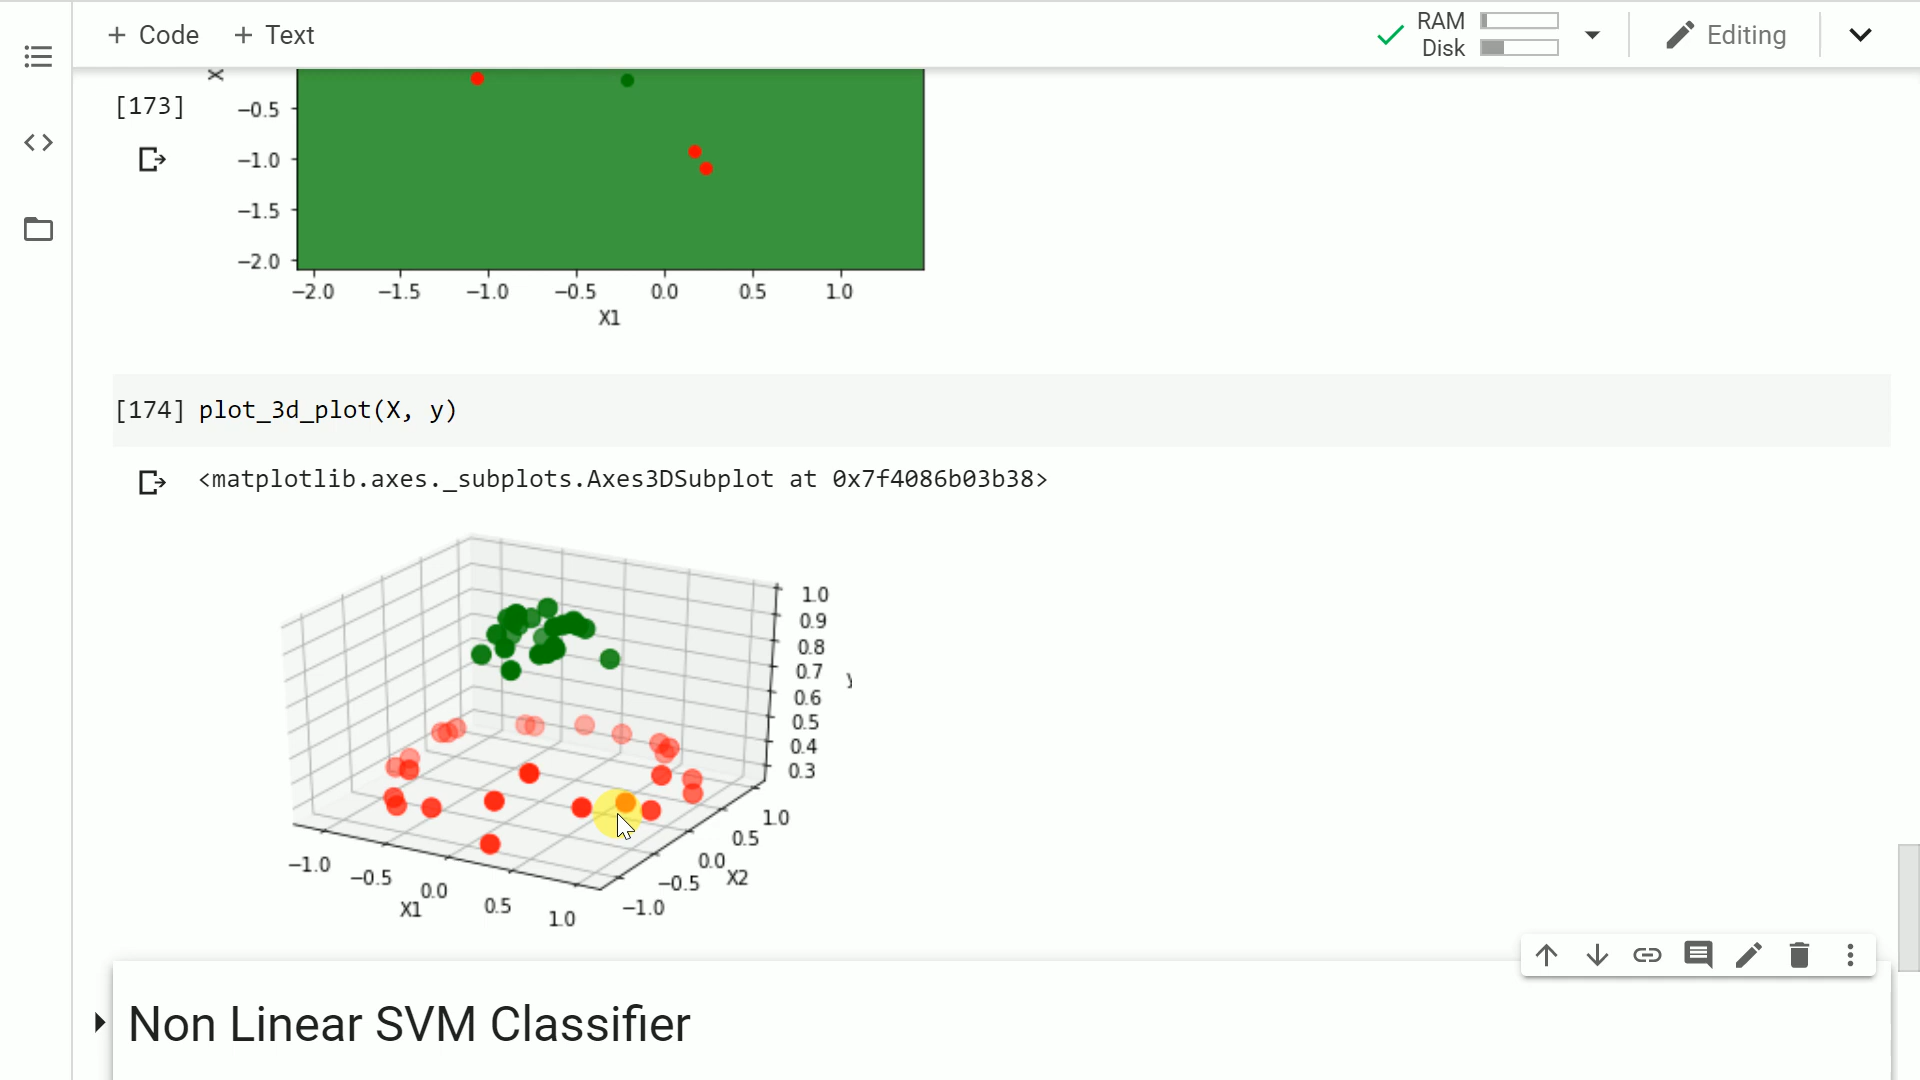 + Code + Text
RAM
Disk
Editing
X
[173]
−0.5
−1.0
−1.5
−2.0
−2.0 −1.5 −1.0 −0.5 0.0 0.5 1.0
X1
[174] plot_3d_plot(X, y)
<matplotlib.axes._subplots.Axes3DSubplot at 0x7f4086b03b38>
1.0
0.9
0.8
0.7
y
0.6
0.5
0.4
0.3
1.0
0.5
0.0
−0.5
X2
−1.0
−1.0
−0.5
0.0
X1
0.5
1.0
Non Linear SVM Classifier